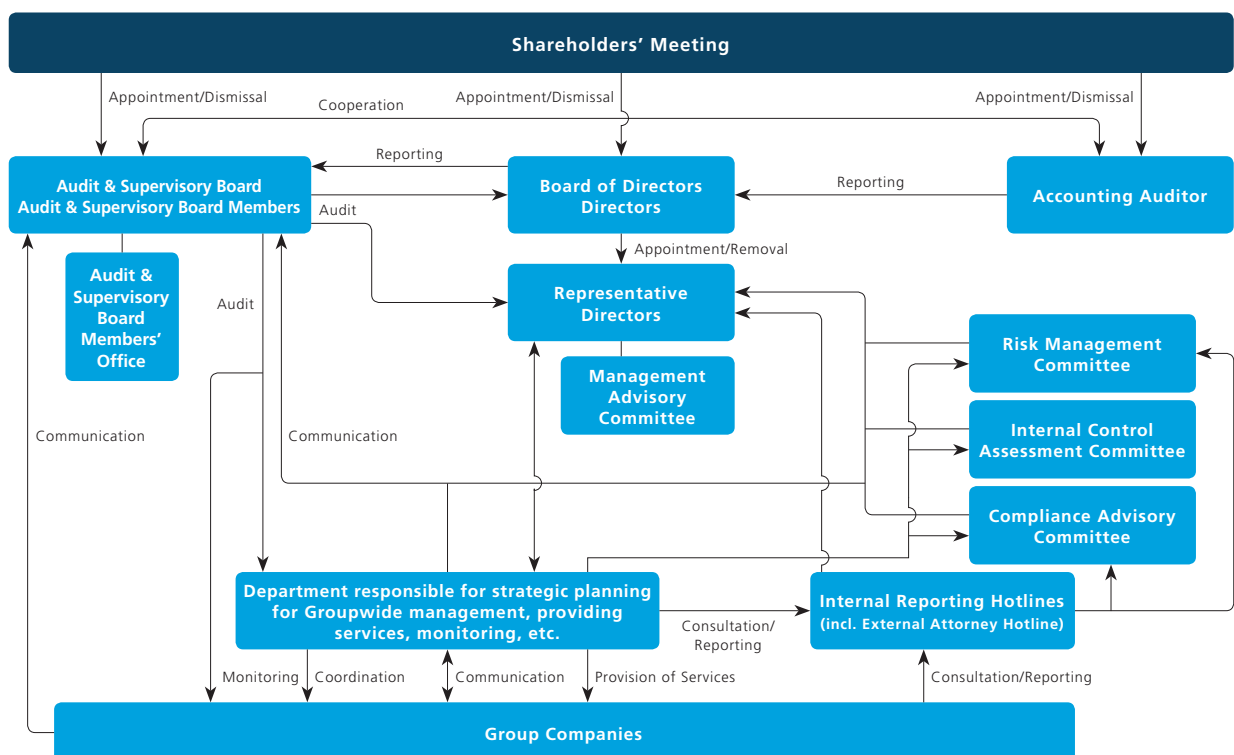 Shareholders’ Meeting
Appointment/Dismissal
Appointment/Dismissal
Appointment/Dismissal
Cooperation
Reporting
Audit & Supervisory Board
Audit & Supervisory Board Members
Board of Directors
Directors
Reporting
Accounting Auditor
Audit
Appointment/Removal
Audit &
Supervisory
Board
Members’
Office
Audit
Representative
Directors
Risk Management
Committee
Management
Advisory
Committee
Communication
Communication
Internal Control
Assessment Committee
Compliance Advisory
Committee
Department responsible for strategic planning
for Groupwide management, providing
services, monitoring, etc.
Consultation/
Reporting
Internal Reporting Hotlines
(incl. External Attorney Hotline)
Monitoring
Coordination
Communication
Provision of Services
Consultation/Reporting
Group Companies